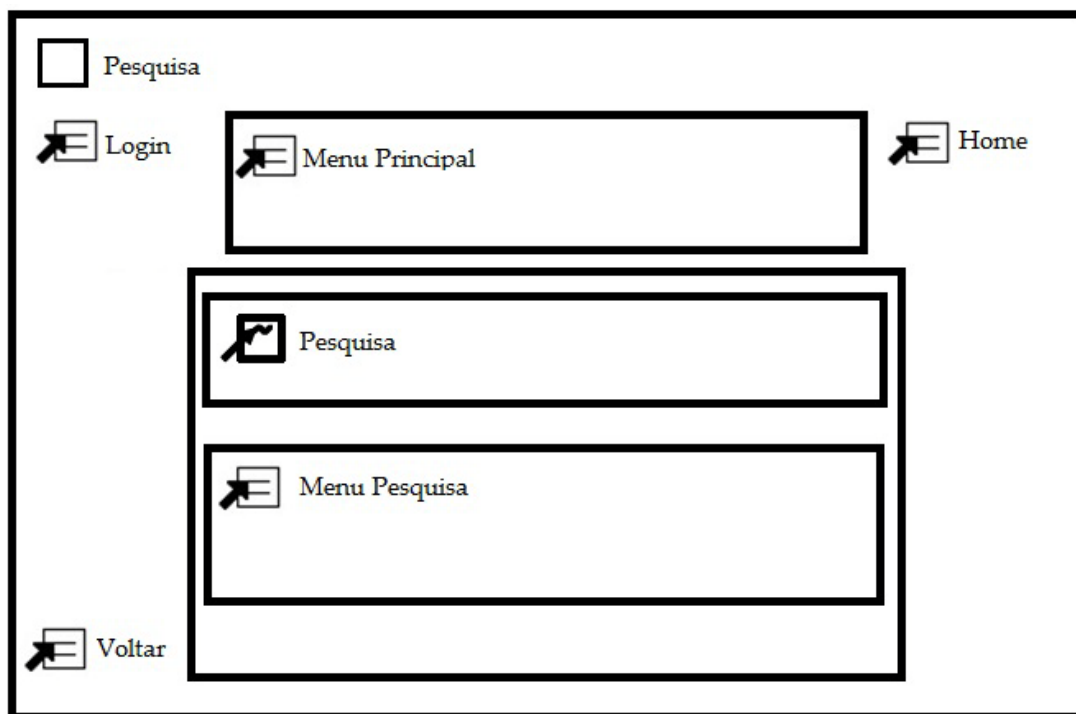 Pesquisa
Login
Menu Principal
Home
Pesquisa
Menu Pesquisa
Voltar